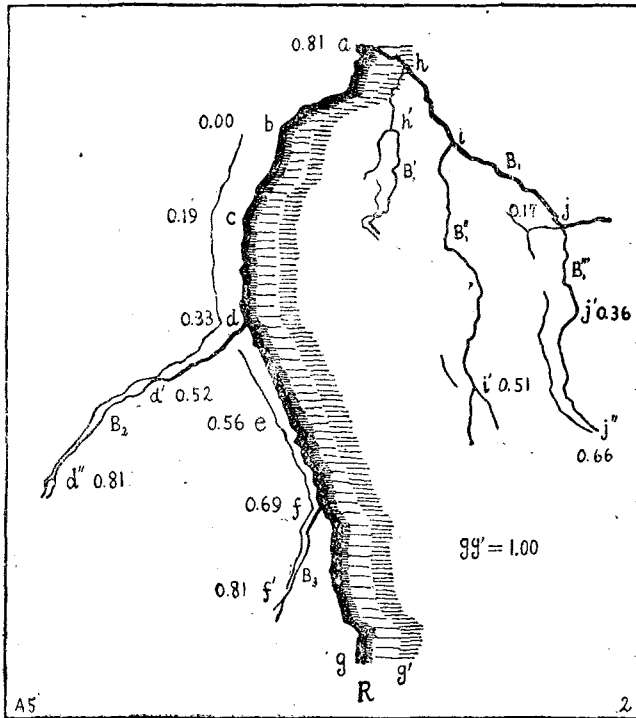 0.81 a
h
0.00
b
h'
i
B₁
B₁'
0.19 c
0.17 j
B₁''
B₁'''
0.33 d
j' 0.36
d' 0.52
i' 0.51
B₂
0.56 e
j''
0.66
d'' 0.81
0.69 f
gg' = 1.00
B₃
0.81 f'
g g'
R
A5 2